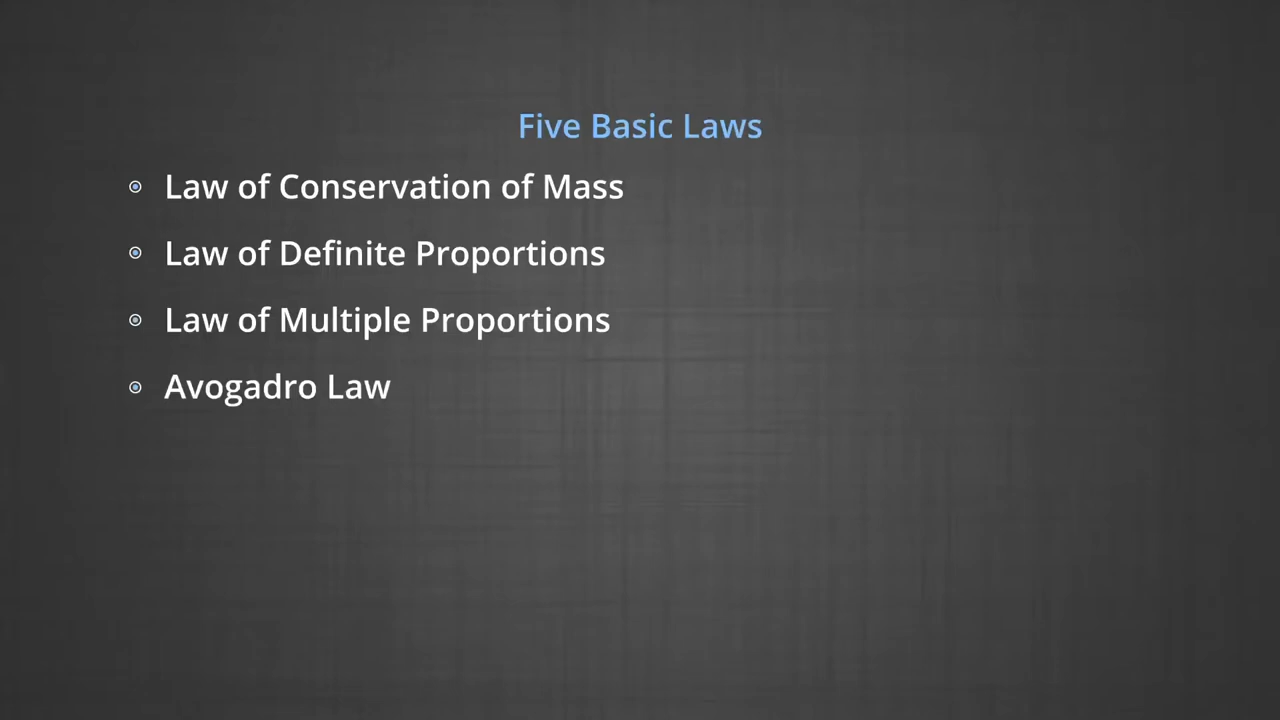 Five Basic Laws
Law of Conservation of Mass
Law of Definite Proportions
Law of Multiple Proportions
Avogadro Law